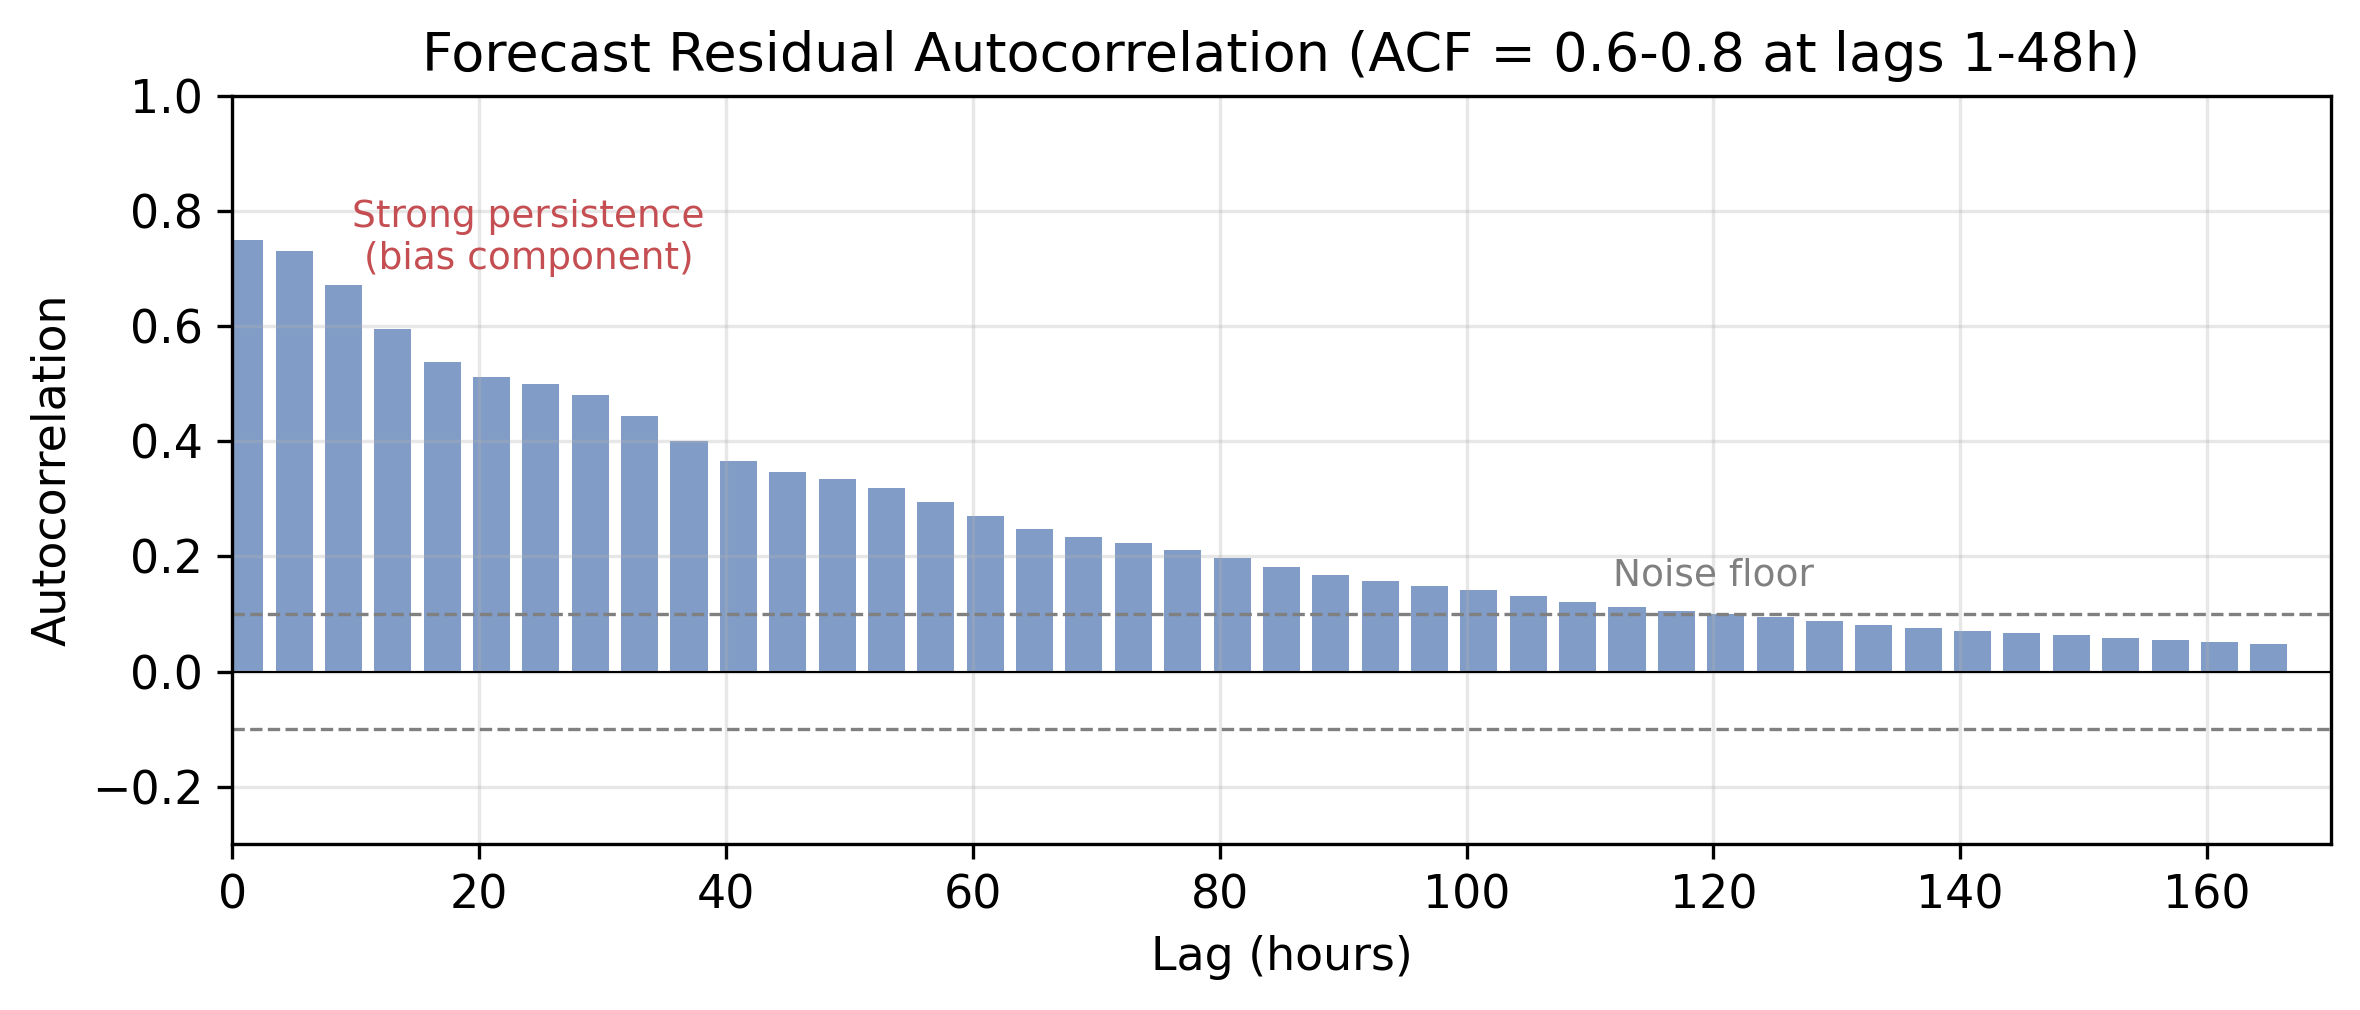 Forecast Residual Autocorrelation (ACF = 0.6-0.8 at lags 1-48h)
1.0
0.8
0.6
0.4
0.2
0.0
−0.2
Autocorrelation
Strong persistence
(bias component)
Noise floor
0 20 40 60 80 100 120 140 160
Lag (hours)